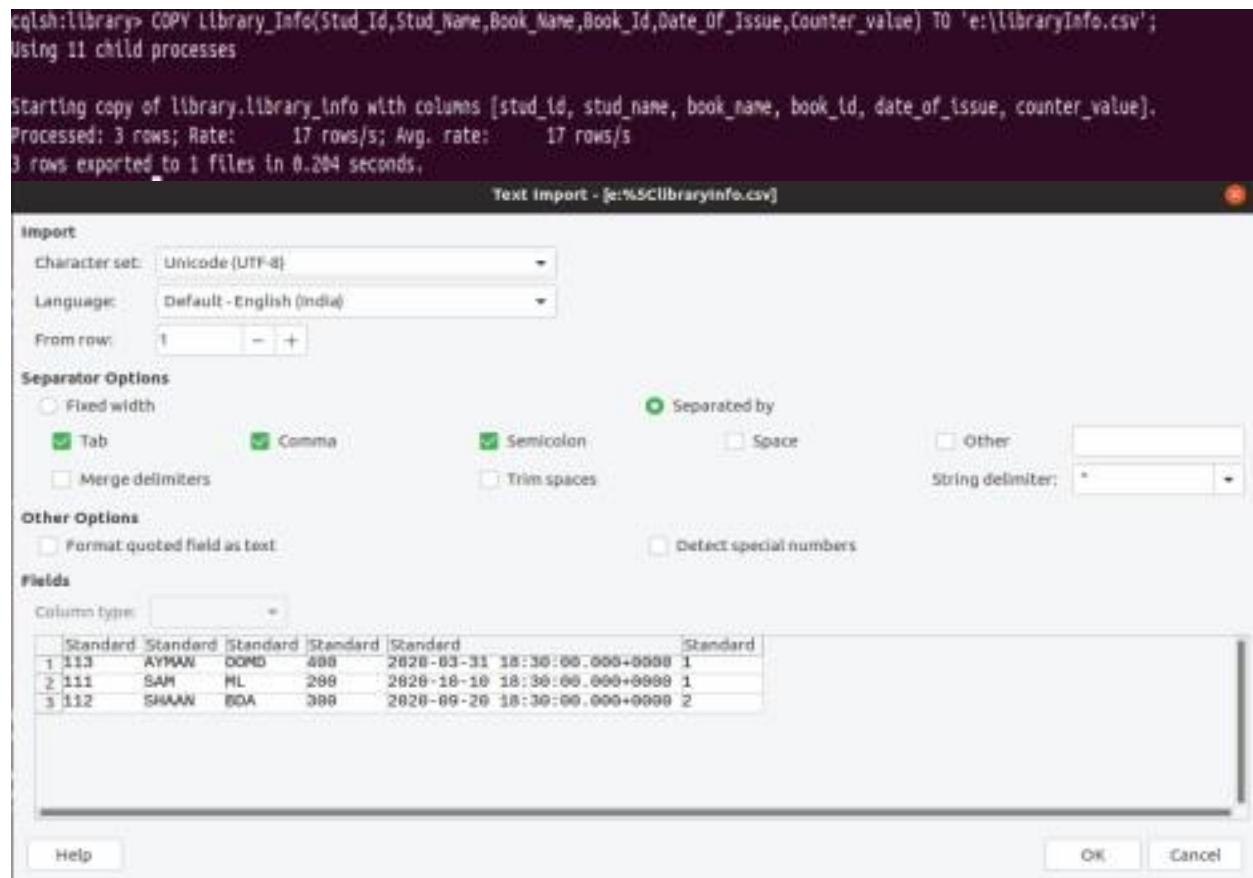 cqlsh:library> COPY Library_Info(Stud_Id,Stud_Name,Book_Name,Book_Id,Date_Of_Issue,Counter_value) TO 'e:\libraryInfo.csv';
Using 11 child processes
Starting copy of library.library_info with columns [stud_id, stud_name, book_name, book_id, date_of_issue, counter_value].
Processed: 3 rows; Rate: 17 rows/s; Avg. rate: 17 rows/s
3 rows exported to 1 files in 0.204 seconds.
Text Import - [e:%5ClibraryInfo.csv]
Import
Character set: Unicode (UTF-8)
Language: Default - English (India)
From row: 1 - +
Separator Options
Fixed width Separated by
Tab Comma Semicolon Space Other
Merge delimiters Trim spaces String delimiter: "
Other Options
Format quoted field as text Detect special numbers
Fields
Column type:
Standard Standard Standard Standard Standard Standard
1 113 AYMAN OOMD 400 2020-03-31 18:30:00.000+0000 1
2 111 SAM ML 200 2020-10-10 18:30:00.000+0000 1
3 112 SHAAN BDA 300 2020-09-20 18:30:00.000+0000 2
Help OK Cancel